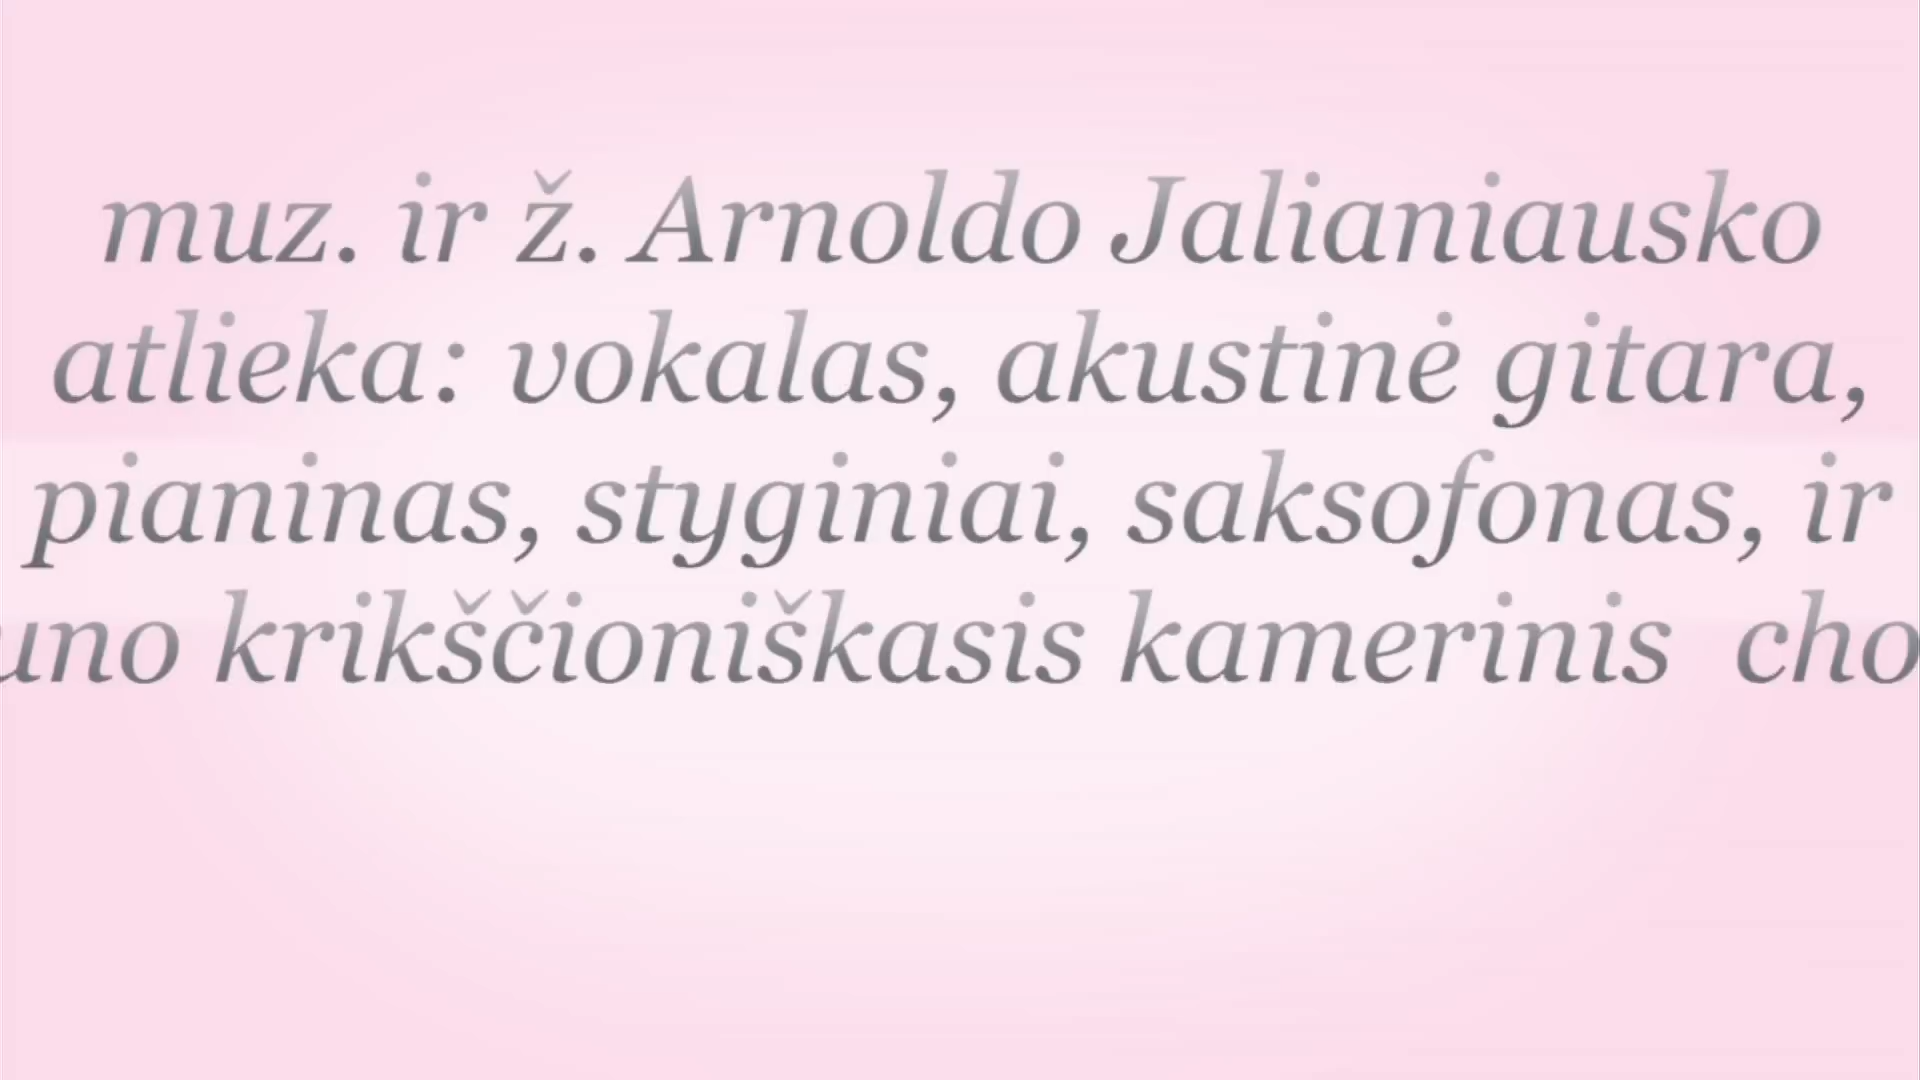 muz. ir ž. Arnoldo Jalianiausko
atlieka: vokalas, akustinė gitara,
pianinas, styginiai, saksofonas, ir
krikščioniškasis kamerinis